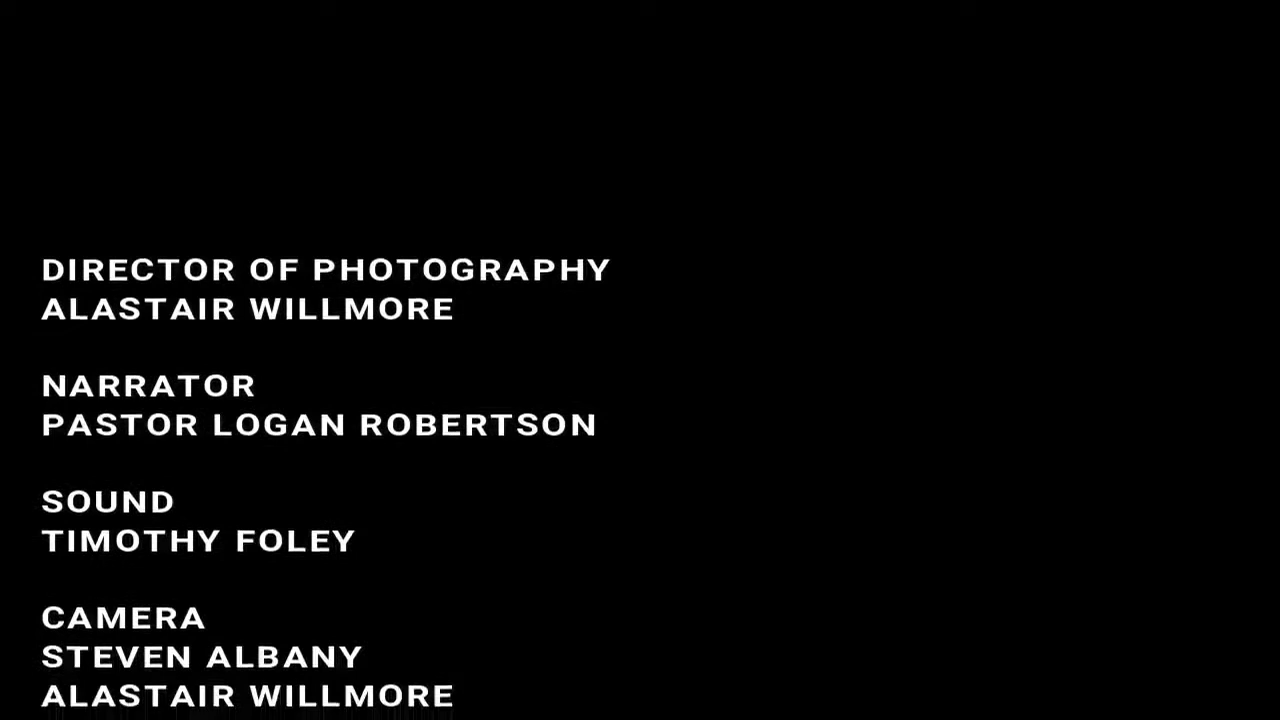 DIRECTOR OF PHOTOGRAPHY
ALASTAIR WILLMORE
NARRATOR
PASTOR LOGAN ROBERTSON
SOUND
TIMOTHY FOLEY
CAMERA
STEVEN ALBANY
ALASTAIR WILLMORE